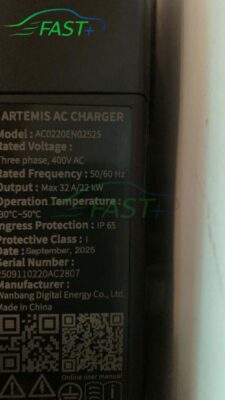 FAST+
ARTEMIS AC CHARGER
Model : AC0220EN02525
Rated Voltage :
Three phase, 400V AC
Rated Frequency : 50/60 Hz
Output : Max 32 A/22 kW
Operation Temperature :
-30°C~50°C
FAST+
Ingress Protection : IP 65
Protective Class : I
Date : September, 2025
Serial Number :
2509110220AC2807
Manufacturer :
Wanbang Digital Energy Co., Ltd.
Made in China
Online user manual